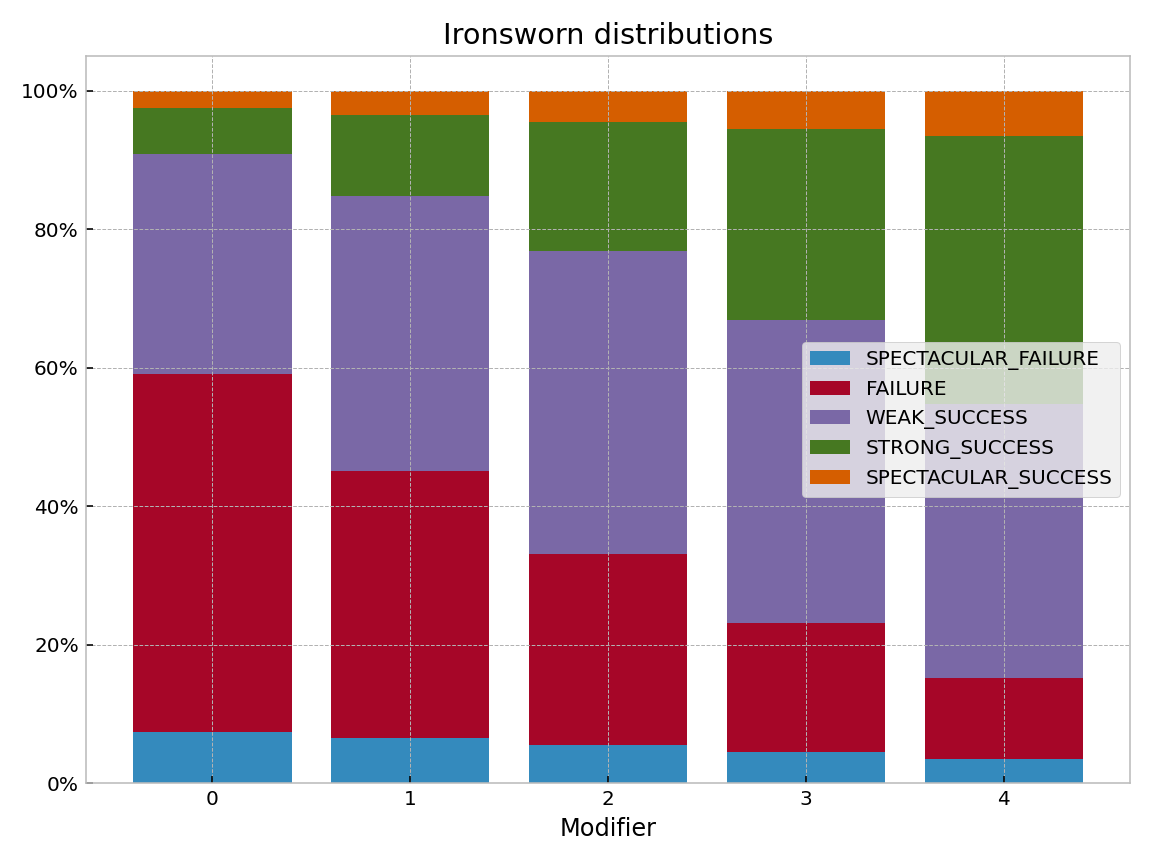 Ironsworn distributions
100%
80%
60%
40%
20%
0%
SPECTACULAR_FAILURE
FAILURE
WEAK_SUCCESS
STRONG_SUCCESS
SPECTACULAR_SUCCESS
0 1 2 3 4
Modifier